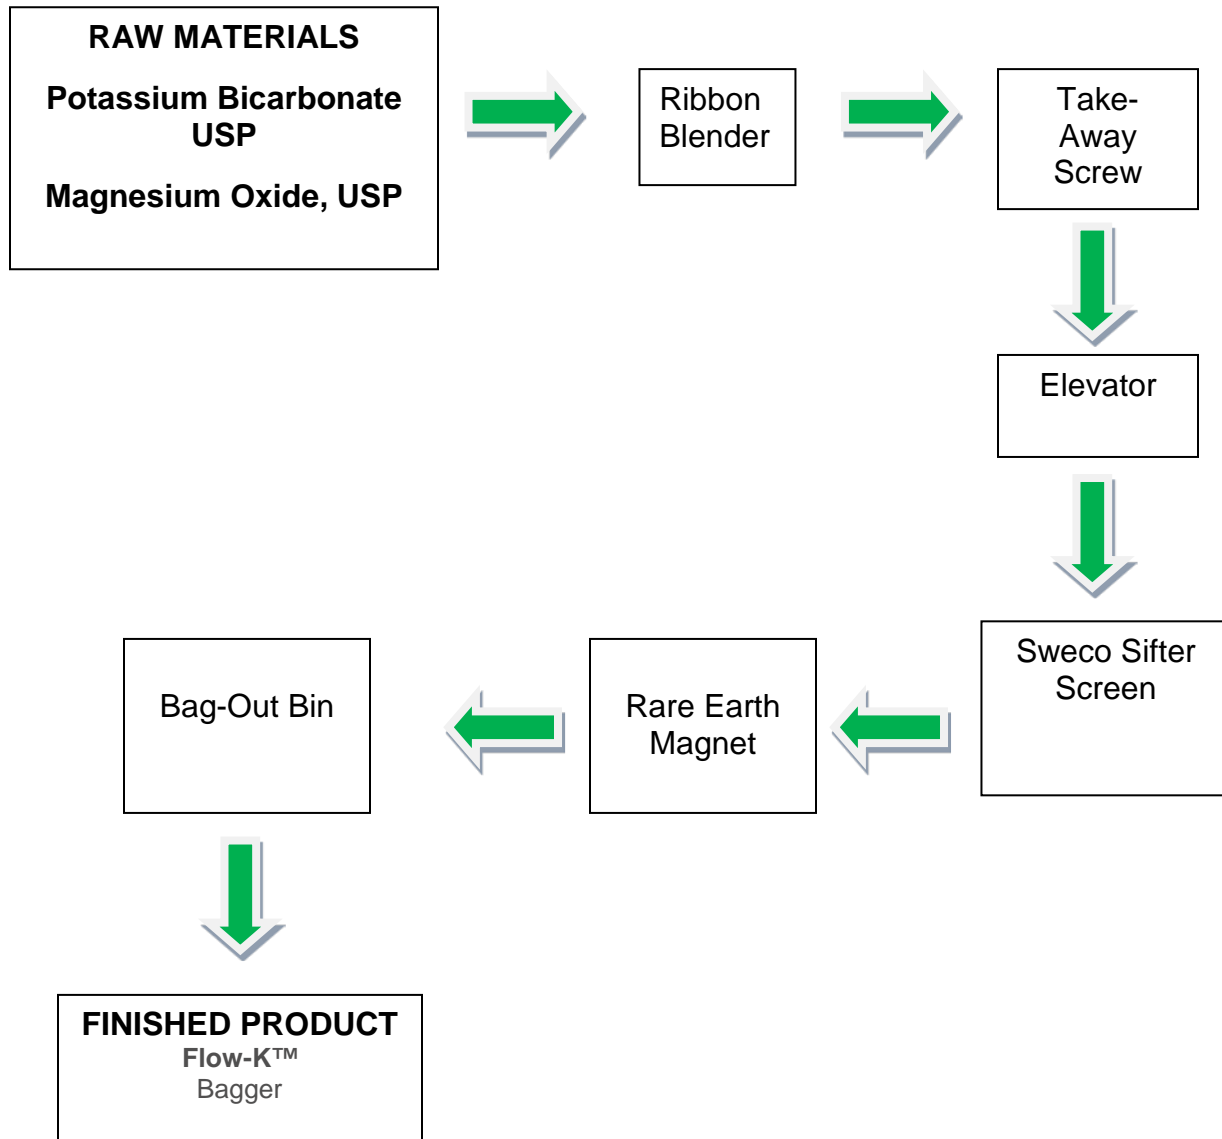 RAW MATERIALS
Potassium Bicarbonate
USP
Magnesium Oxide, USP
Ribbon
Blender
Take-
Away
Screw
Elevator
Sweco Sifter
Screen
Rare Earth
Magnet
Bag-Out Bin
FINISHED PRODUCT
Flow-K™
Bagger